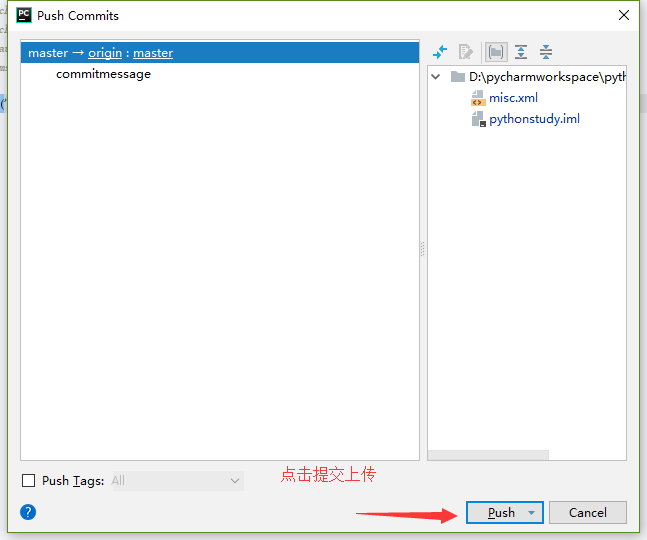 PC Push Commits
master → origin : master
commitmessage
D:\pycharmworkspace\pyth
misc.xml
pythonstudy.iml
Push Tags: All
点击提交上传
?
Push
Cancel